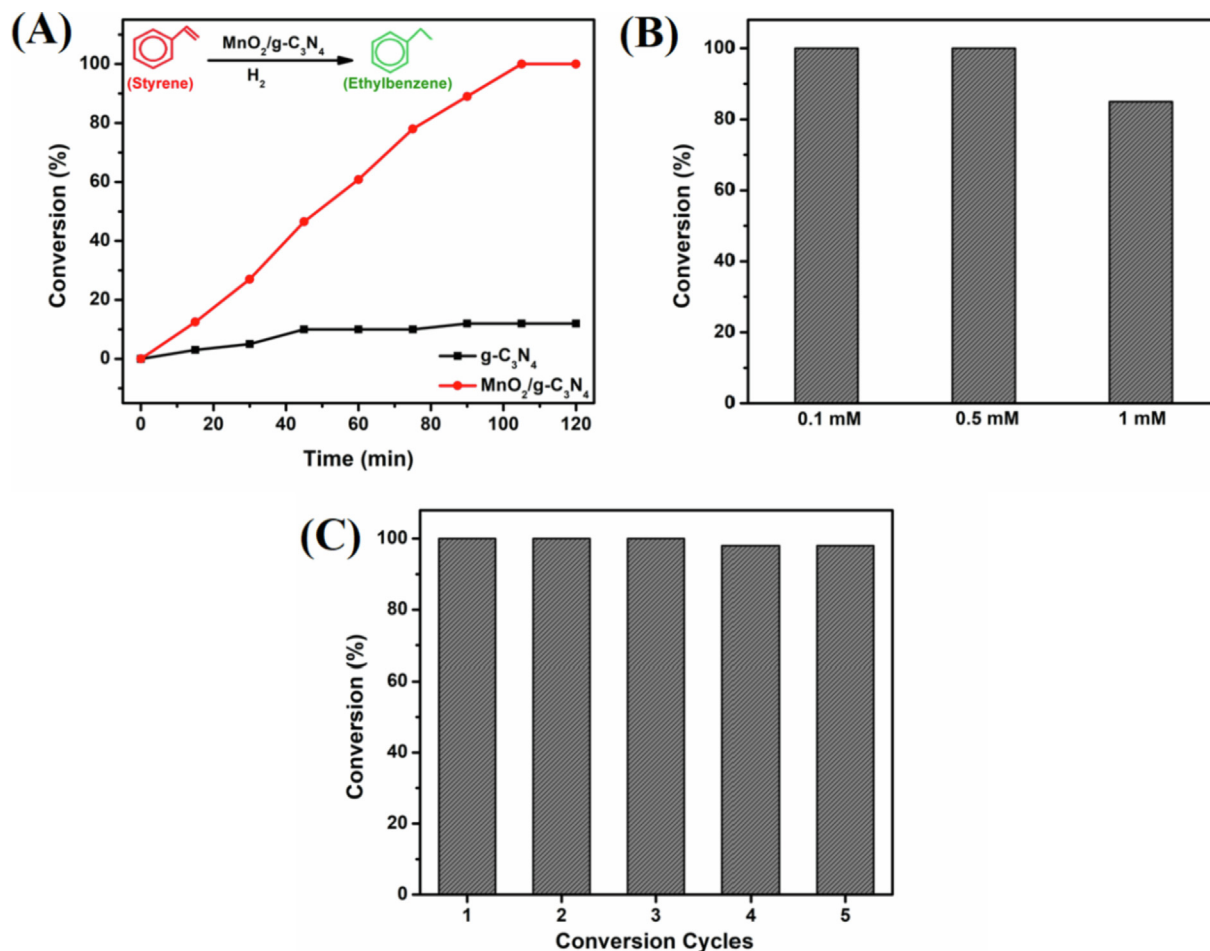 (A)
MnO2/g-C3N4
H2
(Styrene)
(Ethylbenzene)
100
80
60
40
20
0
Conversion (%)
g-C3N4
MnO2/g-C3N4
0 20 40 60 80 100 120
Time (min)
(B)
100
80
60
40
20
0
Conversion (%)
0.1 mM 0.5 mM 1 mM
(C)
100
80
60
40
20
0
Conversion (%)
1 2 3 4 5
Conversion Cycles